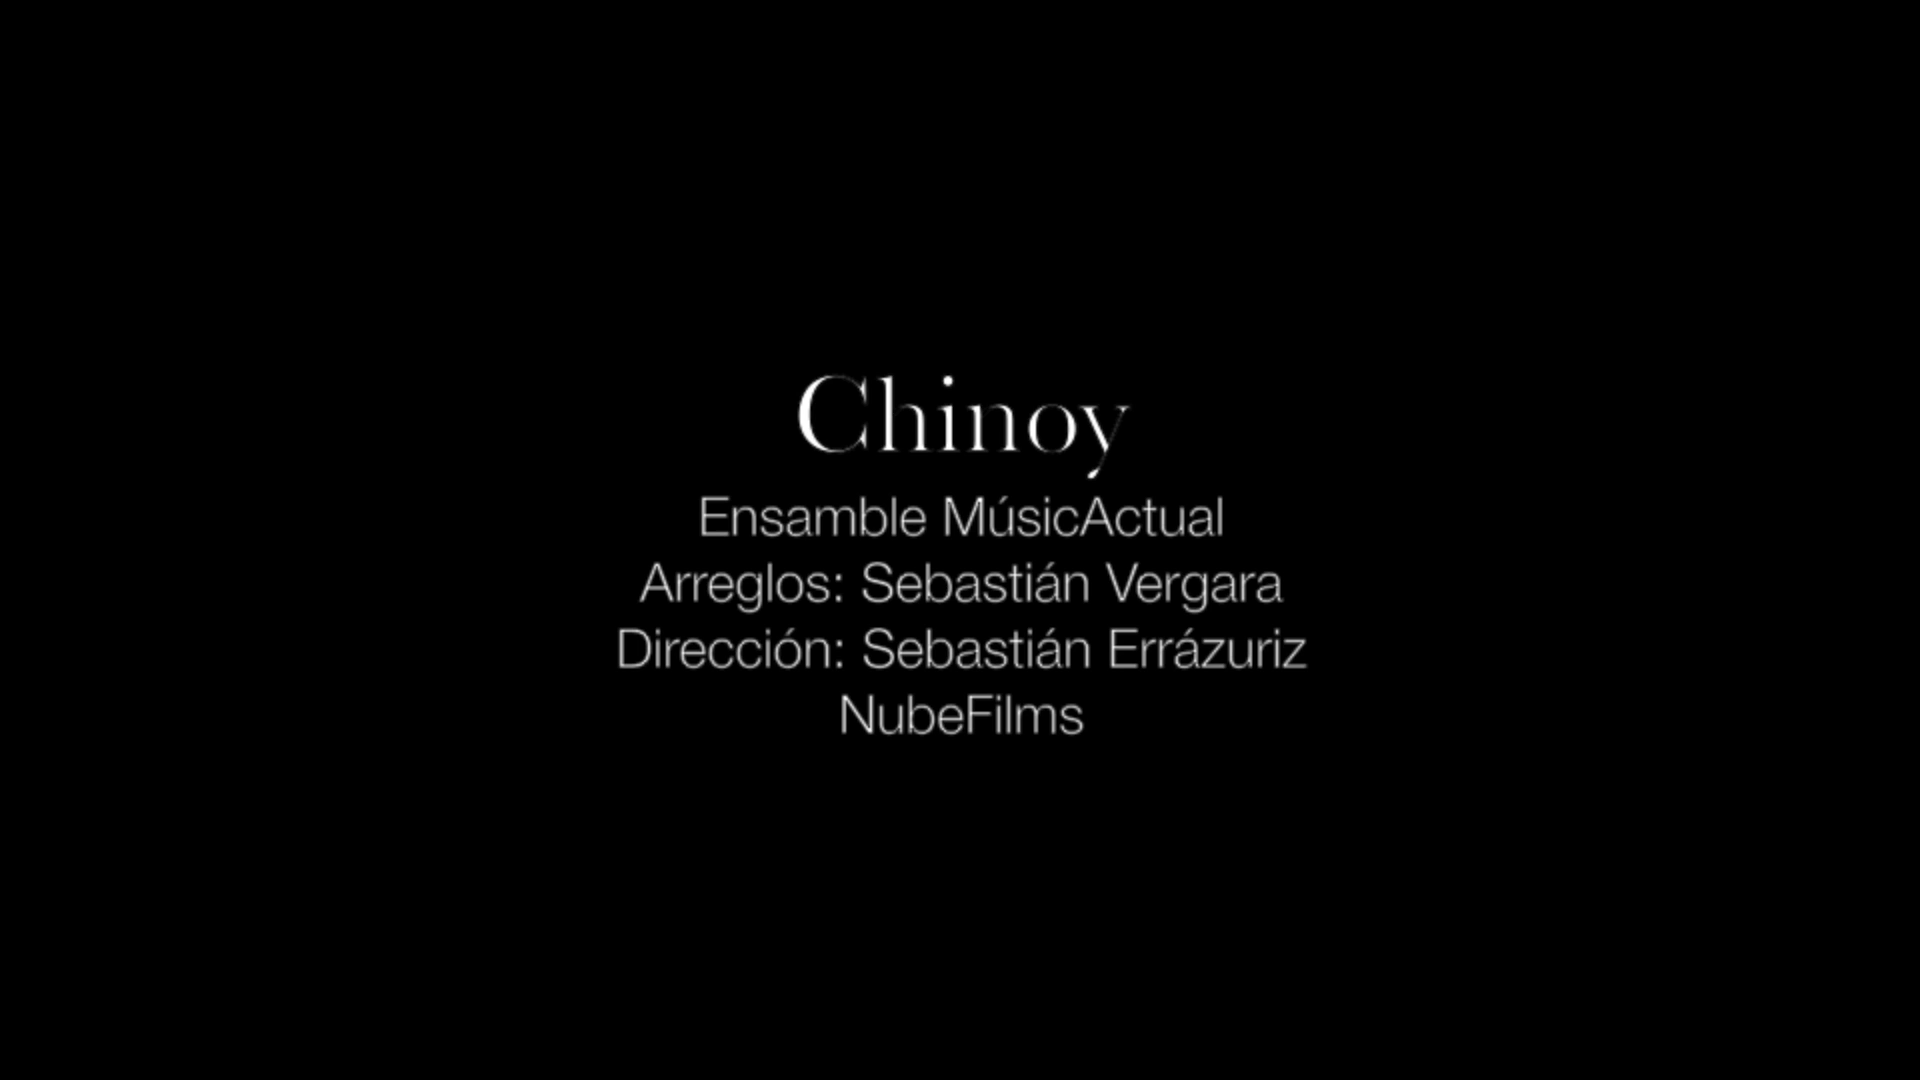 Chinoy
Ensamble MúsicActual
Arreglos: Sebastián Vergara
Dirección: Sebastián Errázuriz
NubeFilms